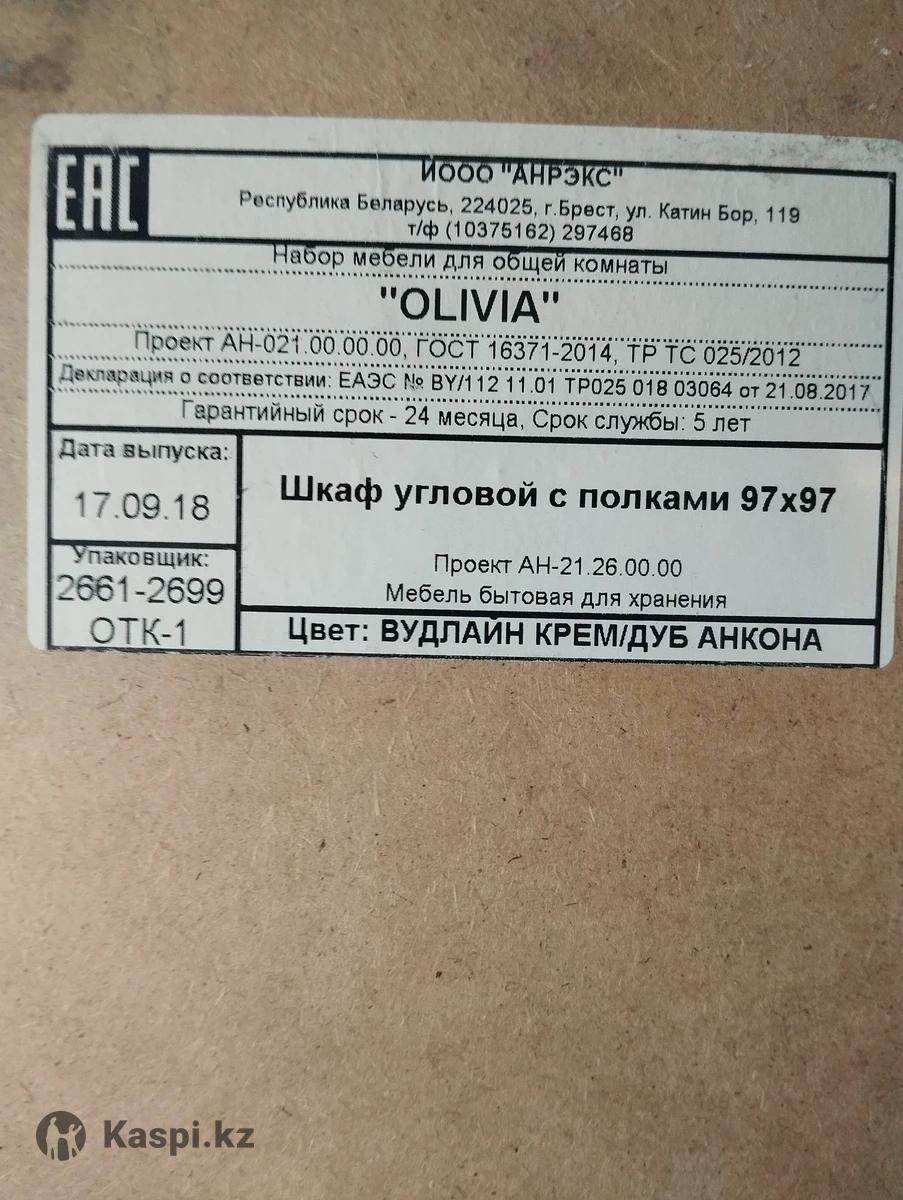 EAC
ИООО "АНРЭКС"
Республика Беларусь, 224025, г.Брест, ул. Катин Бор, 119
т/ф (10375162) 297468
Набор мебели для общей комнаты
"OLIVIA"
Проект АН-021.00.00.00, ГОСТ 16371-2014, ТР ТС 025/2012
Декларация о соответствии: ЕАЭС № BY/112 11.01 ТР025 018 03064 от 21.08.2017
Гарантийный срок - 24 месяца, Срок службы: 5 лет
Дата выпуска:
17.09.18
Упаковщик:
2661-2699
ОТК-1
Шкаф угловой с полками 97х97
Проект АН-21.26.00.00
Мебель бытовая для хранения
Цвет: ВУДЛАЙН КРЕМ/ДУБ АНКОНА
Kaspi.kz